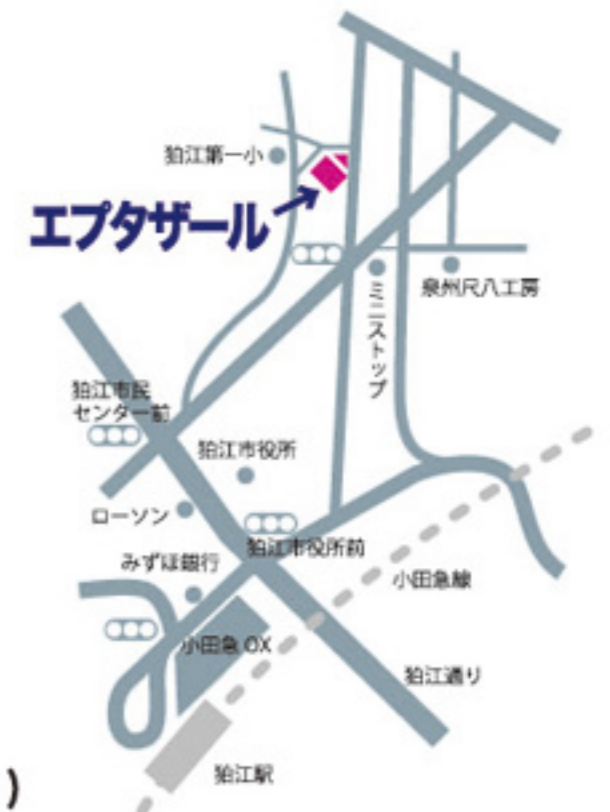 狛江第一小
エプタザール
泉州尺八工房
ミニストップ
狛江市民
センター前
狛江市役所
ローソン
狛江市役所前
みずほ銀行
小田急線
小田急 OX
狛江通り
狛江駅
)